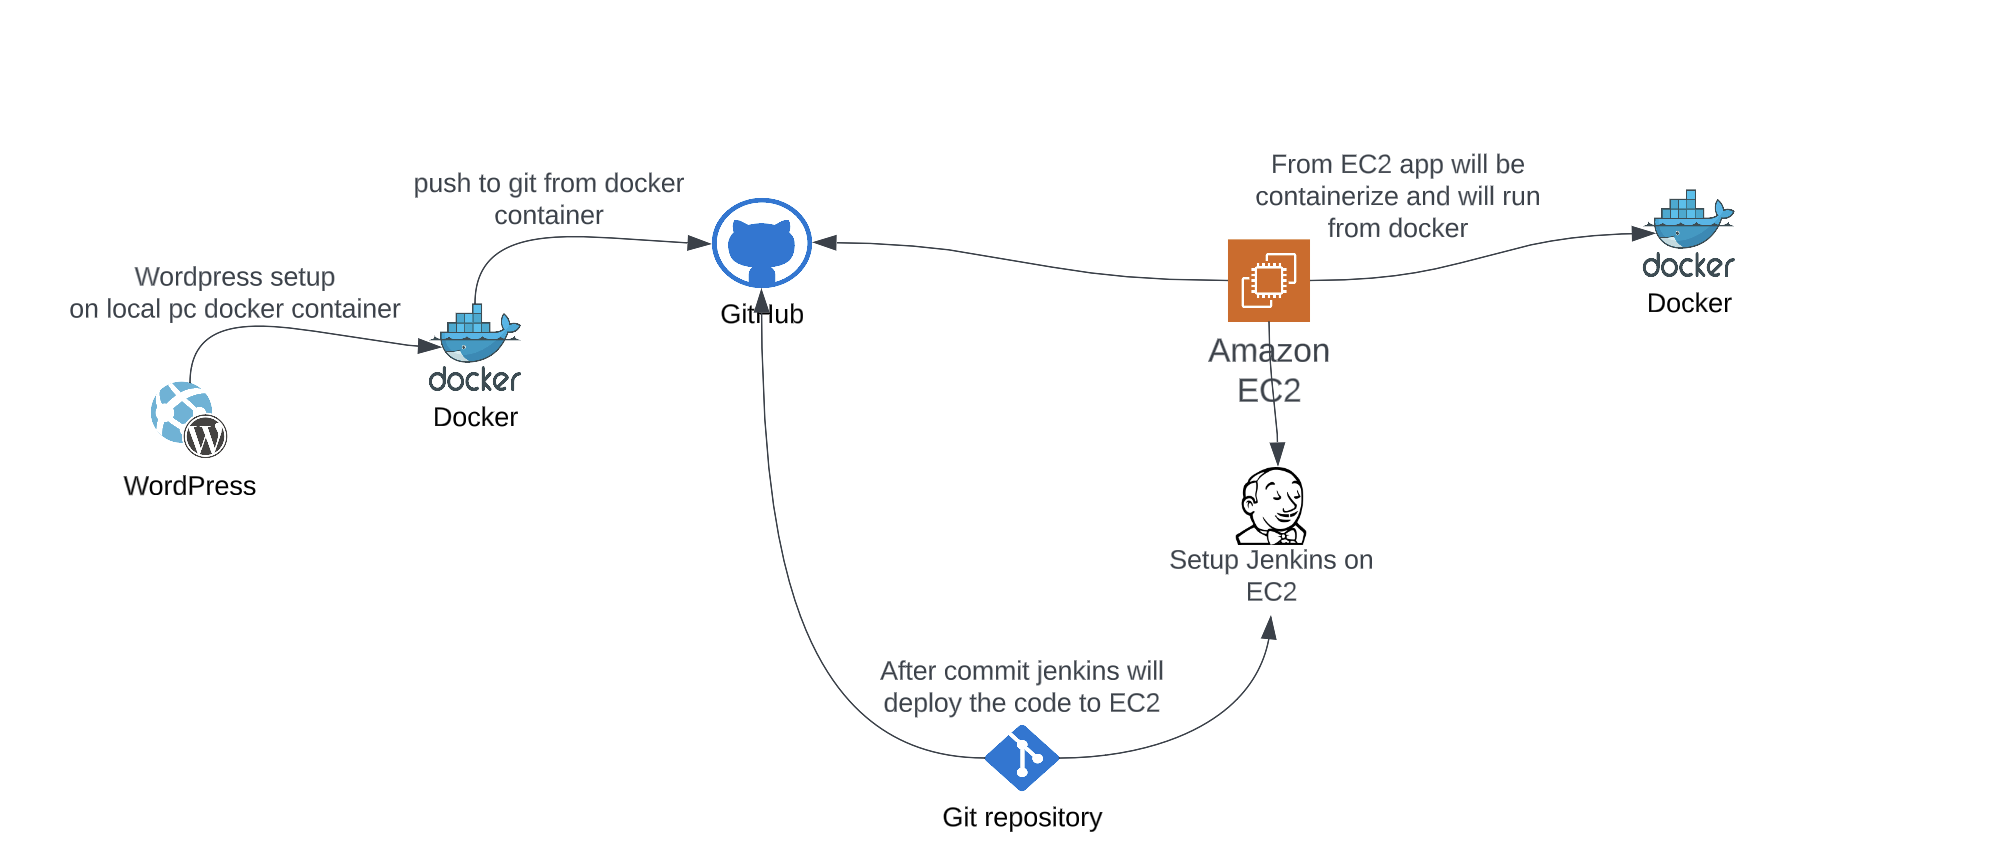 Wordpress setup
on local pc docker container
WordPress
docker
Docker
push to git from docker
container
GitHub
From EC2 app will be
containerize and will run
from docker
docker
Docker
Amazon
EC2
Setup Jenkins on
EC2
After commit jenkins will
deploy the code to EC2
Git repository